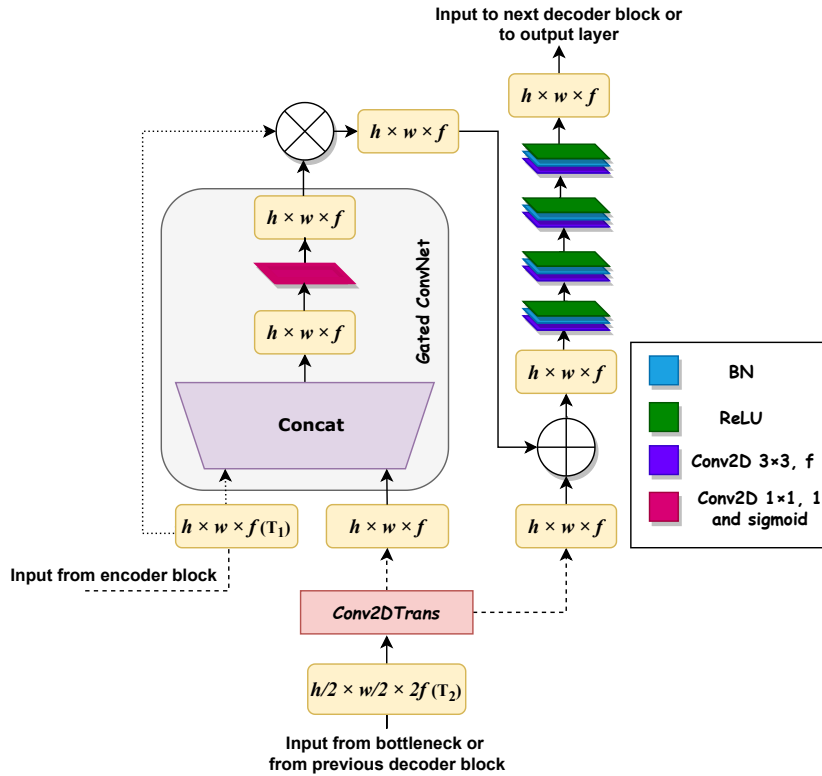 Input to next decoder block or
to output layer
h × w × f
h × w × f
h × w × f
h × w × f
Gated ConvNet
Concat
h × w × f
BN
ReLU
Conv2D 3×3, f
Conv2D 1×1, 1
and sigmoid
h × w × f(T₁)
h × w × f
h × w × f
Input from encoder block
Conv2DTrans
h/2 × w/2 × 2f(T₂)
Input from bottleneck or
from previous decoder block